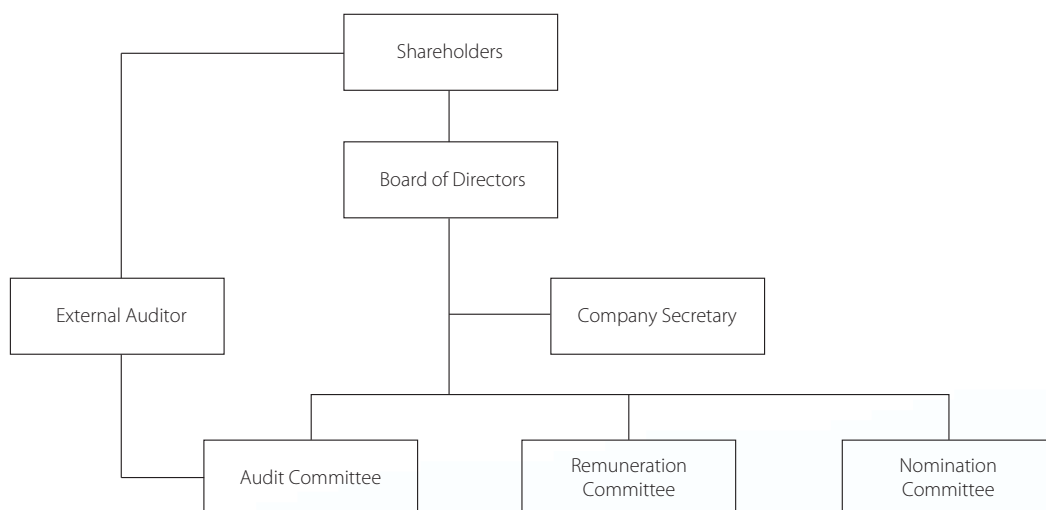 Shareholders
Board of Directors
External Auditor
Company Secretary
Audit Committee
Remuneration
Committee
Nomination
Committee